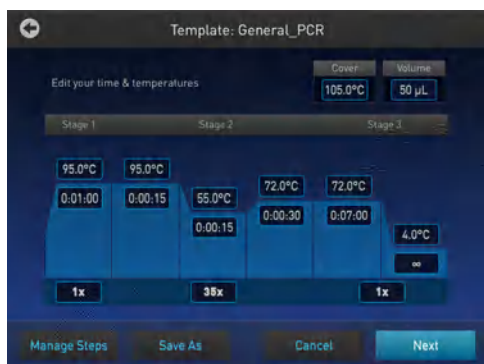 Template: General_PCR
Cover
Volume
Edit your time & temperatures
105.0°C
50 µL
Stage 1
Stage 2
Stage 3
95.0°C
95.0°C
0:01:00
0:00:15
55.0°C
0:00:15
72.0°C
72.0°C
0:00:30
0:07:00
4.0°C
∞
1x
35x
1x
Manage Steps
Save As
Cancel
Next